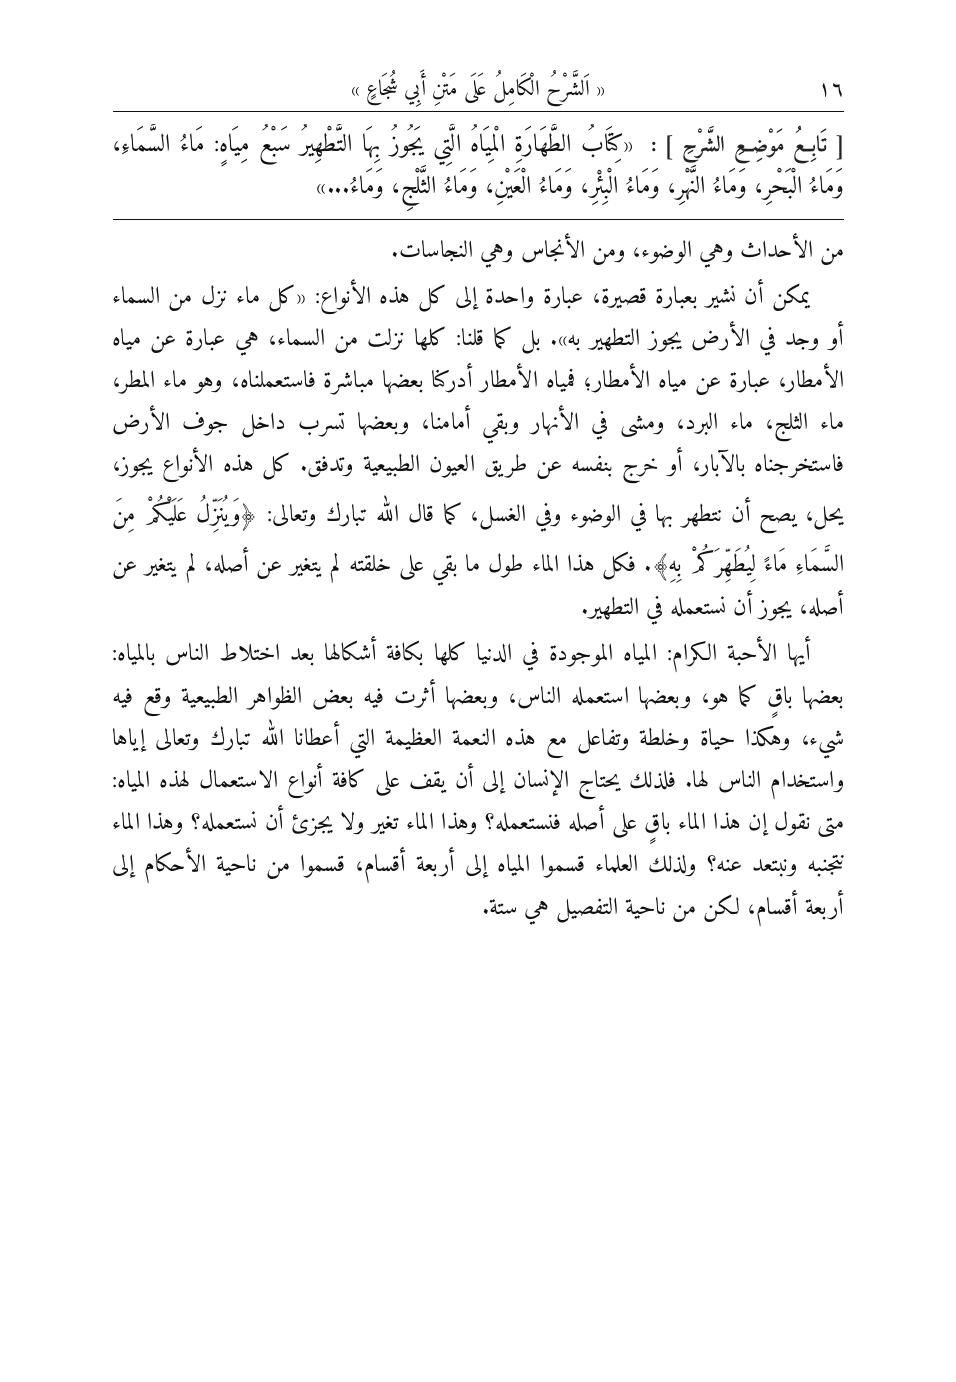 ١٦
« اَلشَّرْحُ الْكَامِلُ عَلَى مَتْنِ أَبِي شُجَاعٍ »
[ تَابِعُ مَوْضِعِ الشَّرْحِ ] : «كِتَابُ الطَّهَارَةِ الْمِيَاهُ الَّتِي يَجُوزُ بِهَا التَّطْهِيرُ سَبْعُ مِيَاهٍ: مَاءُ السَّمَاءِ،
وَمَاءُ الْبَحْرِ، وَمَاءُ النَّهْرِ، وَمَاءُ الْبِئْرِ، وَمَاءُ الْعَيْنِ، وَمَاءُ الثَّلْجِ، وَمَاءُ...»
من الأحداث وهي الوضوء، ومن الأنجاس وهي النجاسات.
يمكن أن نشير بعبارة قصيرة، عبارة واحدة إلى كل هذه الأنواع: «كل ماء نزل من السماء
أو وجد في الأرض يجوز التطهير به». بل كما قلنا: كلها نزلت من السماء، هي عبارة عن مياه
الأمطار، عبارة عن مياه الأمطار؛ فمياه الأمطار أدركنا بعضها مباشرة فاستعملناه، وهو ماء المطر،
ماء الثلج، ماء البرد، ومشى في الأنهار وبقي أمامنا، وبعضها تسرب داخل جوف الأرض
فاستخرجناه بالآبار، أو خرج بنفسه عن طريق العيون الطبيعية وتدفق. كل هذه الأنواع يجوز،
يحل، يصح أن نتطهر بها في الوضوء وفي الغسل، كما قال الله تبارك وتعالى: ﴿وَيُنَزِّلُ عَلَيْكُمْ مِنَ
السَّمَاءِ مَاءً لِيُطَهِّرَكُمْ بِهِ﴾. فكل هذا الماء طول ما بقي على خلقته لم يتغير عن أصله، لم يتغير عن
أصله، يجوز أن نستعمله في التطهير.
أيها الأحبة الكرام: المياه الموجودة في الدنيا كلها بكافة أشكالها بعد اختلاط الناس بالمياه:
بعضها باقٍ كما هو، وبعضها استعمله الناس، وبعضها أثرت فيه بعض الظواهر الطبيعية وقع فيه
شيء، وهكذا حياة وخلطة وتفاعل مع هذه النعمة العظيمة التي أعطانا الله تبارك وتعالى إياها
واستخدام الناس لها. فلذلك يحتاج الإنسان إلى أن يقف على كافة أنواع الاستعمال لهذه المياه:
متى نقول إن هذا الماء باقٍ على أصله فنستعمله؟ وهذا الماء تغير ولا يجزئ أن نستعمله؟ وهذا الماء
نتجنبه ونبتعد عنه؟ ولذلك العلماء قسموا المياه إلى أربعة أقسام، قسموا من ناحية الأحكام إلى
أربعة أقسام، لكن من ناحية التفصيل هي ستة.